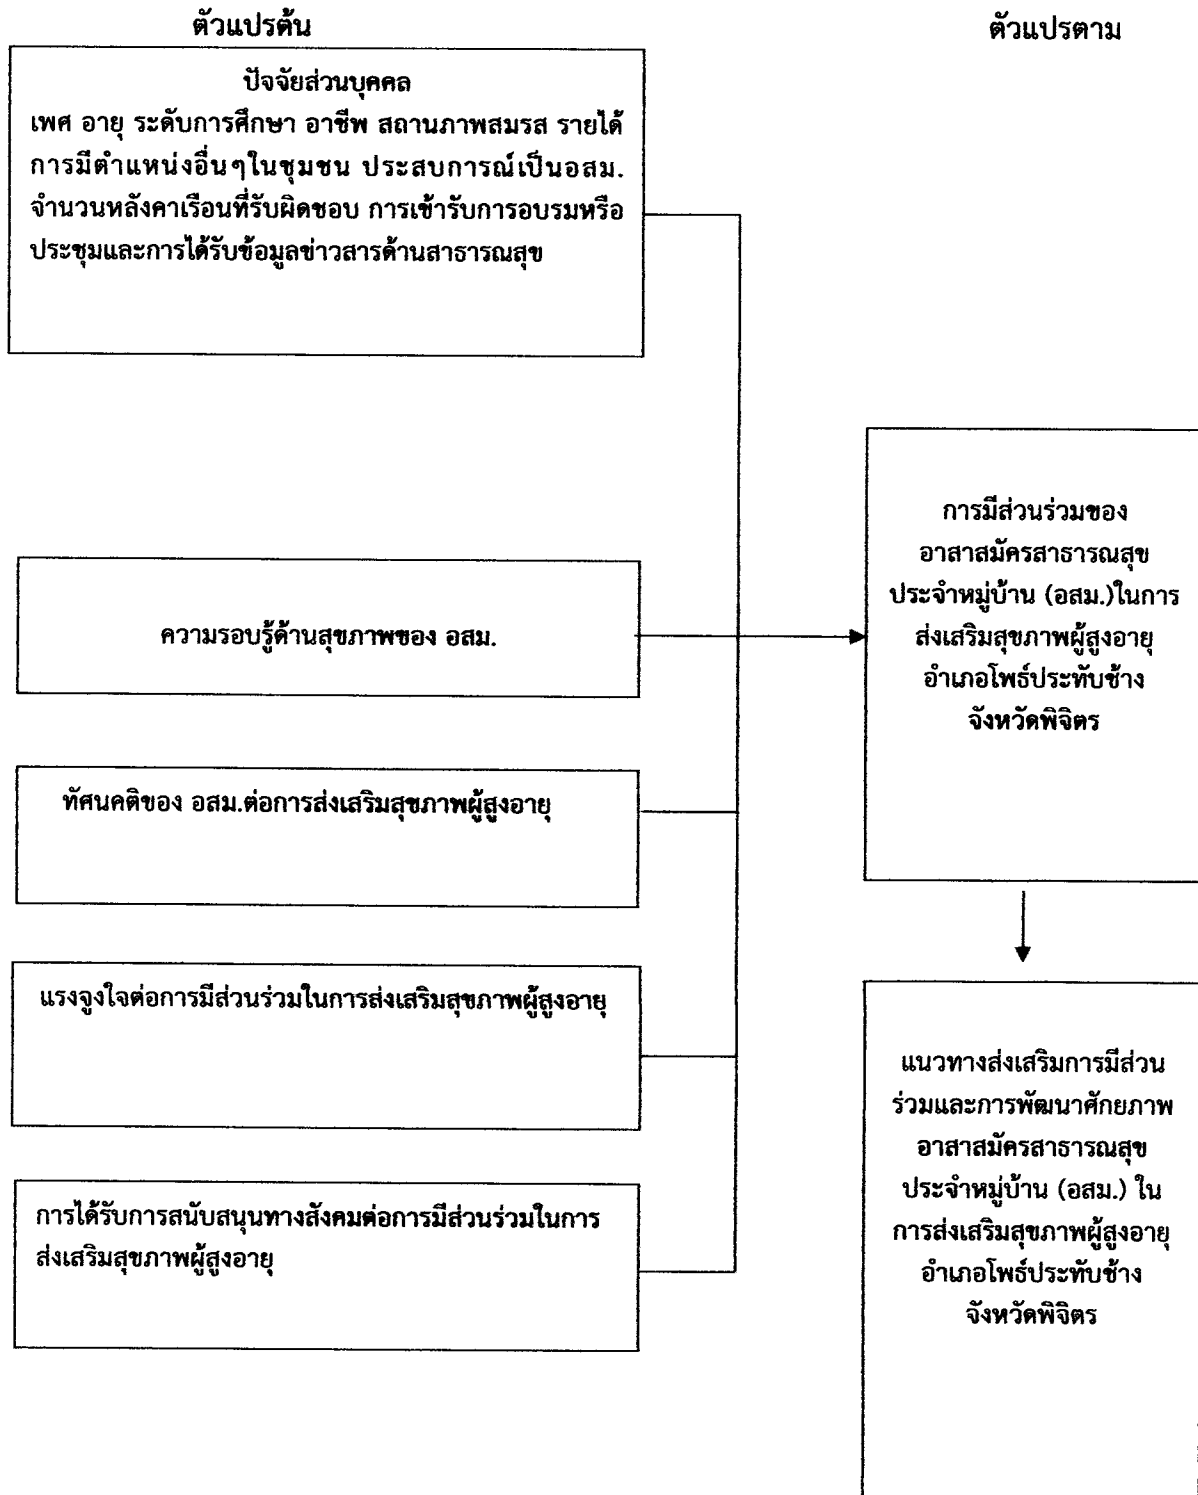 ตัวแปรต้น
ตัวแปรตาม
ปัจจัยส่วนบุคคล
เพศ อายุ ระดับการศึกษา อาชีพ สถานภาพสมรส รายได้
การมีตำแหน่งอื่นๆในชุมชน ประสบการณ์เป็นอสม.
จำนวนหลังคาเรือนที่รับผิดชอบ การเข้ารับการอบรมหรือ
ประชุมและการได้รับข้อมูลข่าวสารด้านสาธารณสุข
ความรอบรู้ด้านสุขภาพของ อสม.
ทัศนคติของ อสม.ต่อการส่งเสริมสุขภาพผู้สูงอายุ
แรงจูงใจต่อการมีส่วนร่วมในการส่งเสริมสุขภาพผู้สูงอายุ
การได้รับการสนับสนุนทางสังคมต่อการมีส่วนร่วมในการ
ส่งเสริมสุขภาพผู้สูงอายุ
การมีส่วนร่วมของ
อาสาสมัครสาธารณสุข
ประจำหมู่บ้าน (อสม.)ในการ
ส่งเสริมสุขภาพผู้สูงอายุ
อำเภอโพธ์ประทับช้าง
จังหวัดพิจิตร
แนวทางส่งเสริมการมีส่วน
ร่วมและการพัฒนาศักยภาพ
อาสาสมัครสาธารณสุข
ประจำหมู่บ้าน (อสม.) ใน
การส่งเสริมสุขภาพผู้สูงอายุ
อำเภอโพธ์ประทับช้าง
จังหวัดพิจิตร